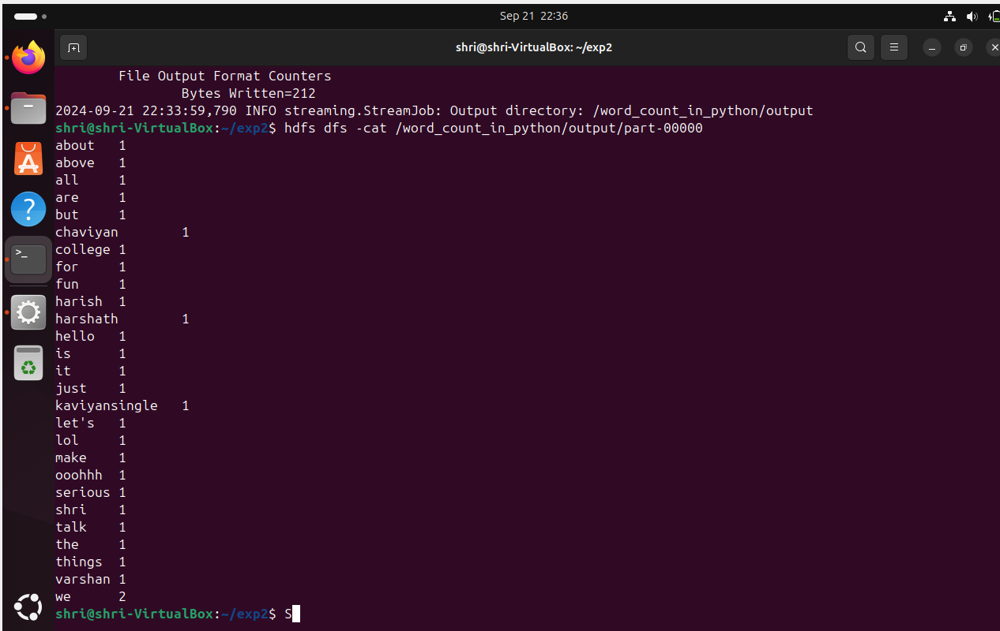 Sep 21 22:36
shri@shri-VirtualBox: ~/exp2
File Output Format Counters
Bytes Written=212
2024-09-21 22:33:59,790 INFO streaming.StreamJob: Output directory: /word_count_in_python/output
shri@shri-VirtualBox:~/exp2$ hdfs dfs -cat /word_count_in_python/output/part-00000
about 1
above 1
all 1
are 1
but 1
chaviyan 1
college 1
for 1
fun 1
harish 1
harshath 1
hello 1
is 1
it 1
just 1
kaviyansingle 1
let's 1
lol 1
make 1
ooohhh 1
serious 1
shri 1
talk 1
the 1
things 1
varshan 1
we 2
shri@shri-VirtualBox:~/exp2$ S